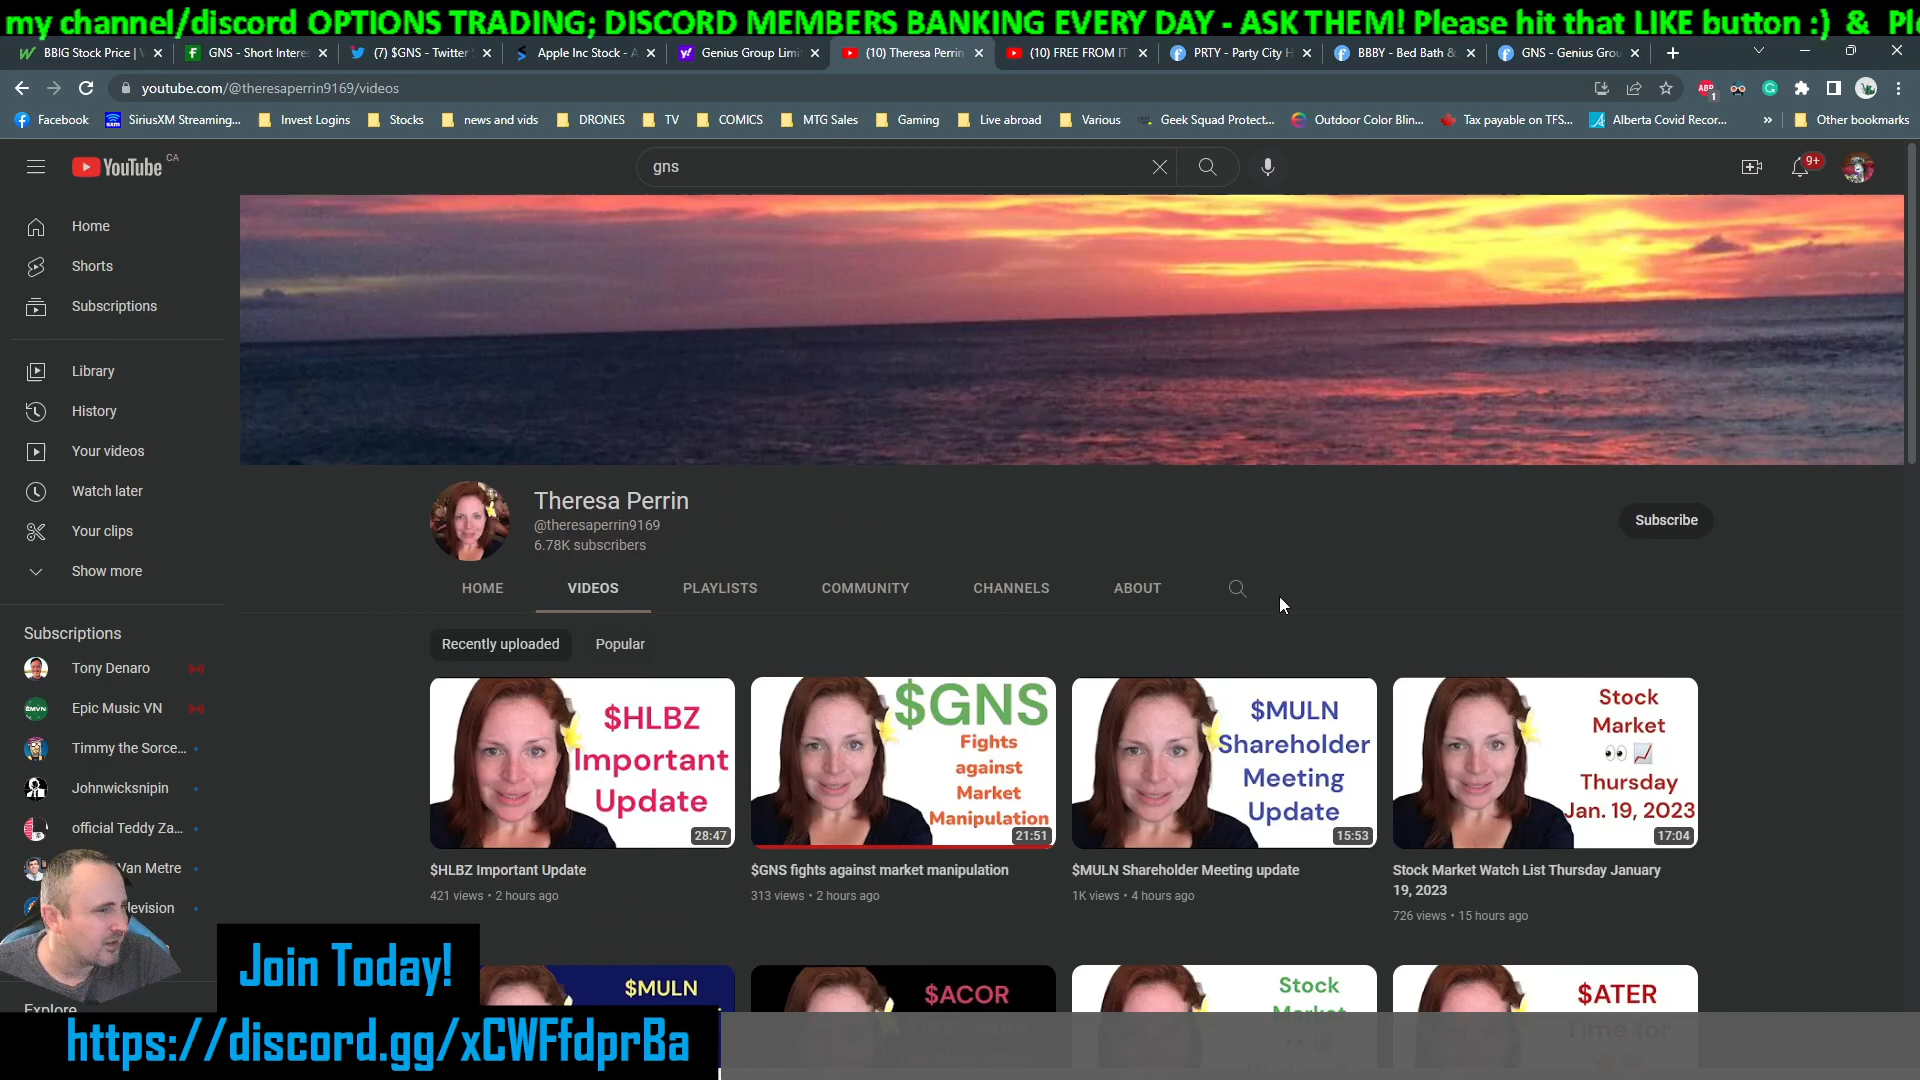 my channel/discord OPTIONS TRADING; DISCORD MEMBERS BANKING EVERY DAY - ASK THEM! Please hit that LIKE button :) &
BBIG Stock Price |
GNS - Short Interes
(7) $GNS - Twitter
Apple Inc Stock - A
Genius Group Limi
(10) Theresa Perrin
(10) FREE FROM IT
PRTY - Party City H
BBBY - Bed Bath &
GNS - Genius Grou
youtube.com/@theresaperrin9169/videos
ABP
1
Facebook
SiriusXM Streaming...
Invest Logins
Stocks
news and vids
DRONES
TV
COMICS
MTG Sales
Gaming
Live abroad
Various
Geek Squad Protect...
Outdoor Color Blin...
Tax payable on TFS...
Alberta Covid Recor...
»
Other bookmarks
YouTube CA
gns
9+
Home
Shorts
Subscriptions
Library
History
Your videos
Watch later
Your clips
Show more
Subscriptions
Tony Denaro
Epic Music VN
EMVN
Timmy the Sorce...
Johnwicksnipin
official Teddy Za...
Van Metre
levision
Explore
Theresa Perrin
@theresaperrin9169
6.78K subscribers
Subscribe
HOME
VIDEOS
PLAYLISTS
COMMUNITY
CHANNELS
ABOUT
Recently uploaded
Popular
$HLBZ
Important
Update
28:47
$HLBZ Important Update
421 views • 2 hours ago
$GNS
Fights
against
Market
Manipulation
21:51
$GNS fights against market manipulation
313 views • 2 hours ago
$MULN
Shareholder
Meeting
Update
15:53
$MULN Shareholder Meeting update
1K views • 4 hours ago
Stock
Market
Thursday
Jan. 19, 2023
17:04
Stock Market Watch List Thursday January
19, 2023
726 views • 15 hours ago
$MULN
$ACOR
Stock
Market
$ATER
Time for
Join Today!
https://discord.gg/xCWFfdprBa